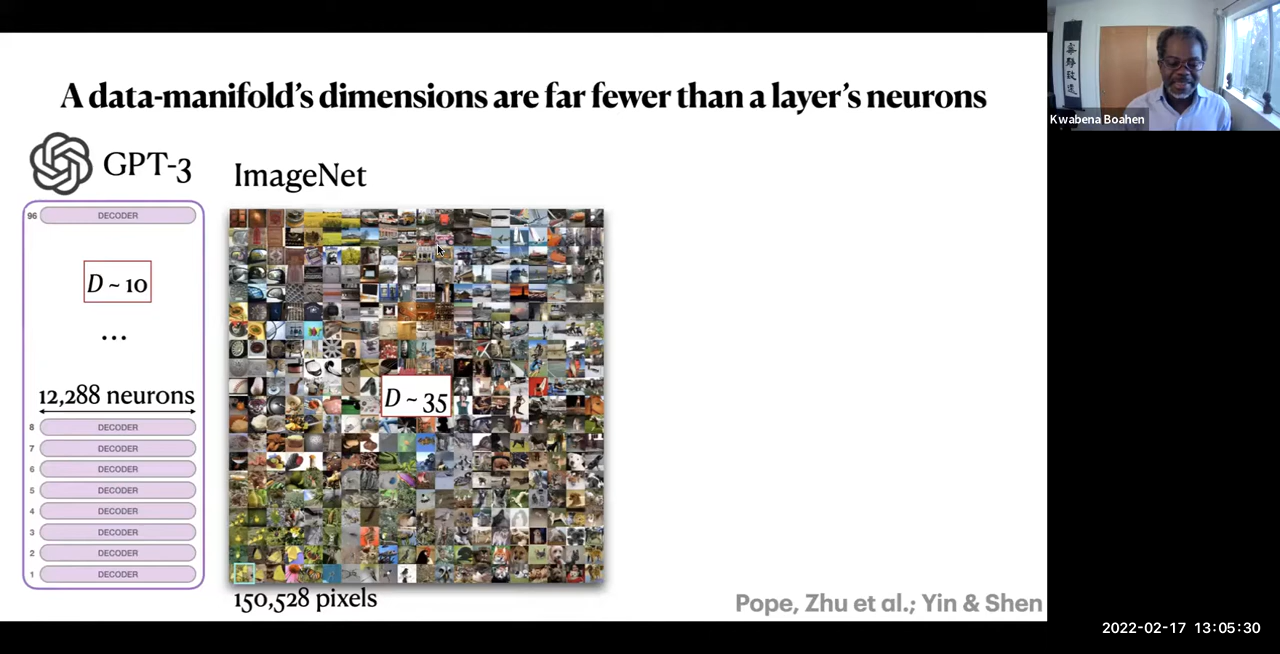 A data-manifold's dimensions are far fewer than a layer's neurons
GPT-3
ImageNet
96 DECODER
D ~ 10
...
12,288 neurons
8 DECODER
7 DECODER
6 DECODER
5 DECODER
4 DECODER
3 DECODER
2 DECODER
1 DECODER
D ~ 35
150,528 pixels
Pope, Zhu et al.; Yin & Shen
Kwabena Boahen
2022-02-17 13:05:30